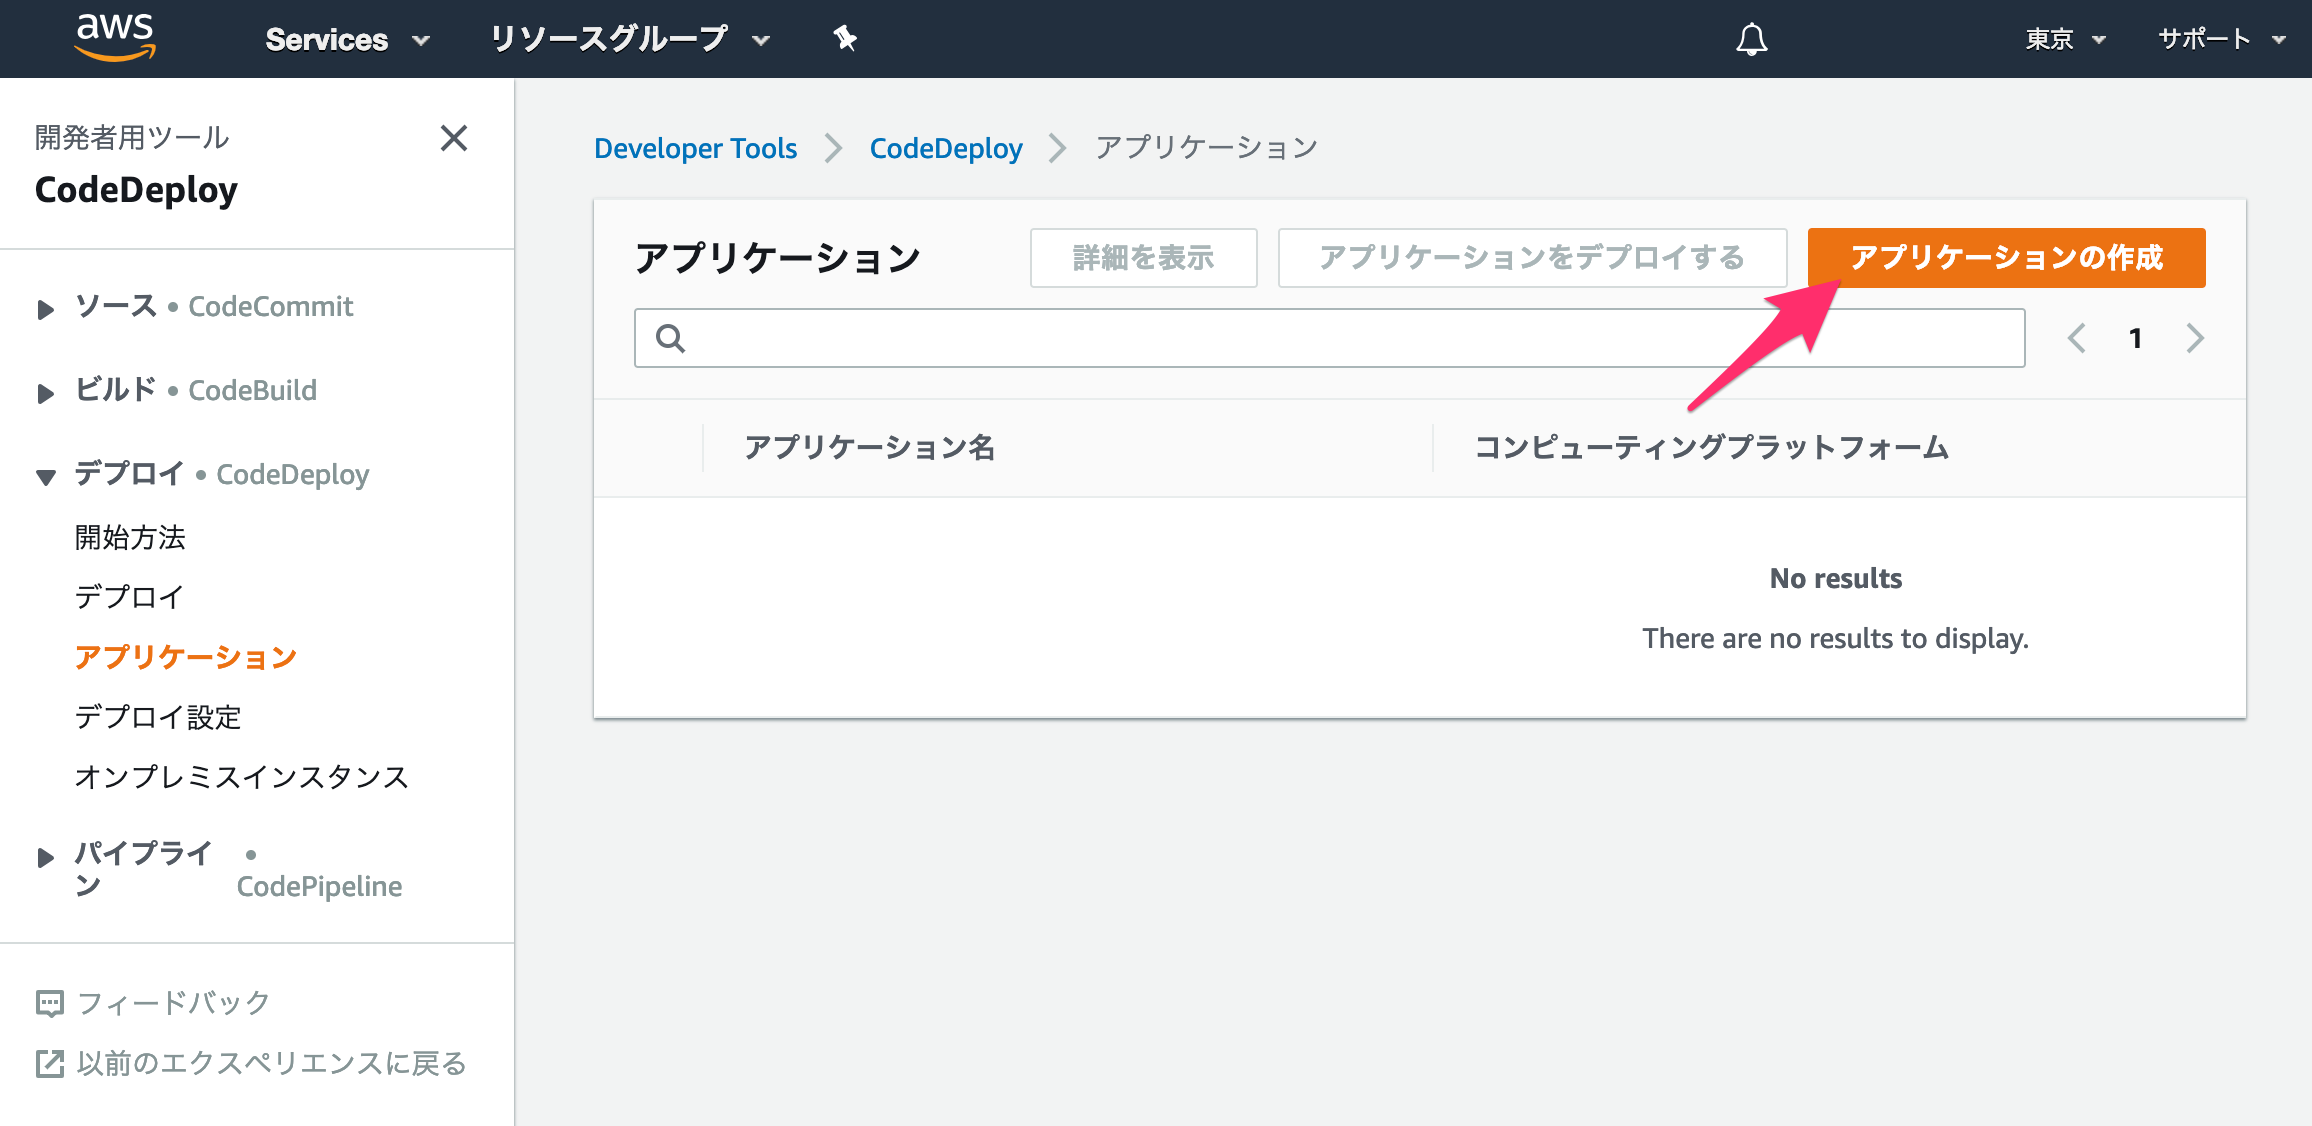 aws Services リソースグループ 東京 サポート
開発者用ツール
CodeDeploy
ソース • CodeCommit
ビルド • CodeBuild
デプロイ • CodeDeploy
開始方法
デプロイ
アプリケーション
デプロイ設定
オンプレミスインスタンス
パイプライ
ン
•
CodePipeline
フィードバック
以前のエクスペリエンスに戻る
Developer Tools > CodeDeploy > アプリケーション
アプリケーション 詳細を表示 アプリケーションをデプロイする アプリケーションの作成
1
アプリケーション名 コンピューティングプラットフォーム
No results
There are no results to display.